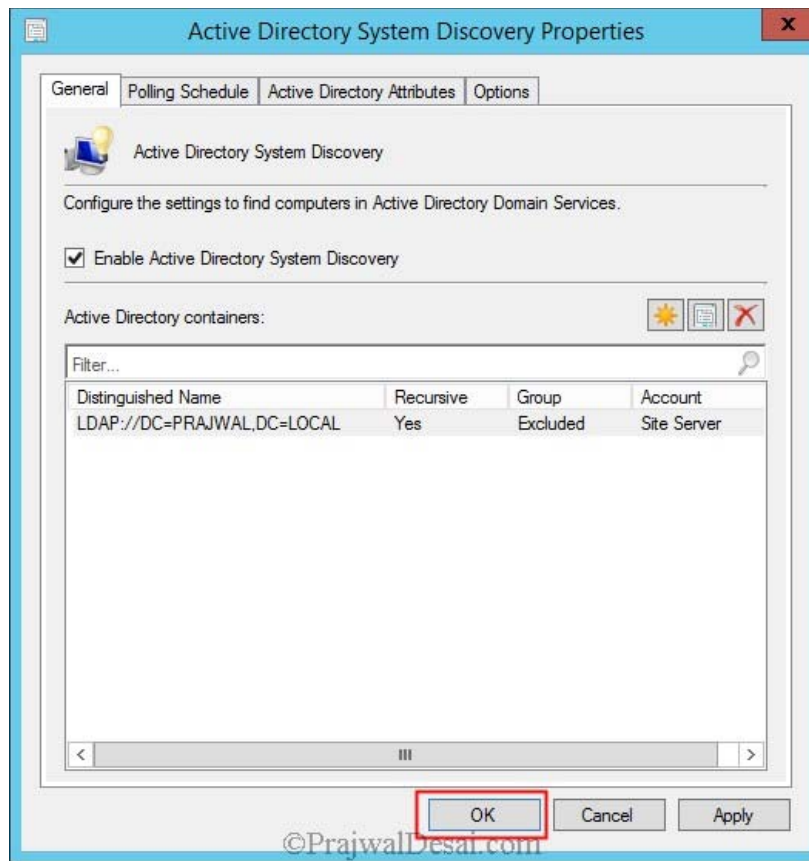 Active Directory System Discovery Properties
x
General Polling Schedule Active Directory Attributes Options
Active Directory System Discovery
Configure the settings to find computers in Active Directory Domain Services.
Enable Active Directory System Discovery
Active Directory containers:
Filter...
Distinguished Name Recursive Group Account
LDAP://DC=PRAJWAL,DC=LOCAL Yes Excluded Site Server
OK Cancel Apply
©PrajwalDesai.com